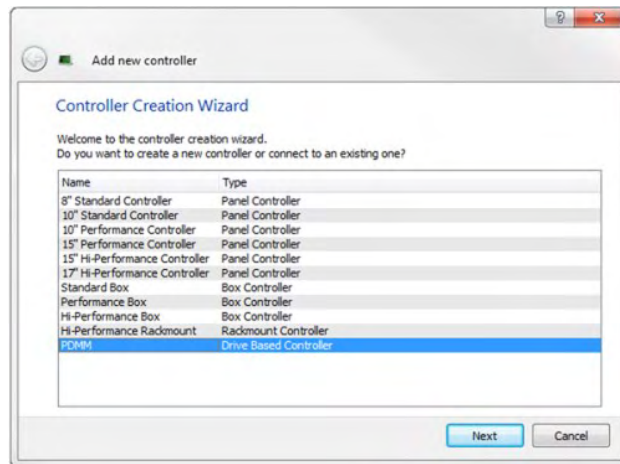 Add new controller
Controller Creation Wizard
Welcome to the controller creation wizard.
Do you want to create a new controller or connect to an existing one?
Name Type
8" Standard Controller Panel Controller
10" Standard Controller Panel Controller
10" Performance Controller Panel Controller
15" Performance Controller Panel Controller
15" Hi-Performance Controller Panel Controller
17" Hi-Performance Controller Panel Controller
Standard Box Box Controller
Performance Box Box Controller
Hi-Performance Box Box Controller
Hi-Performance Rackmount Rackmount Controller
PDMM Drive Based Controller
Next Cancel